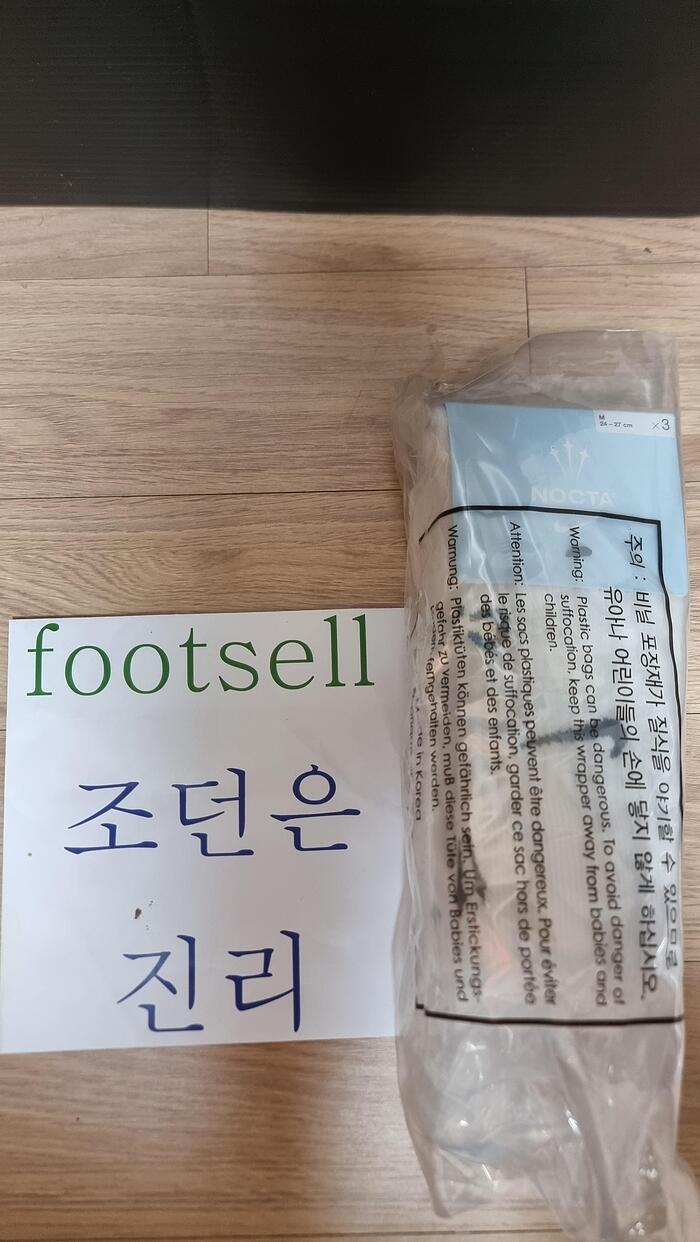 footsell
조던은
진리
M
24 – 27 cm
×3
NOCTA
주의 : 비닐 포장재가 질식을 야기할 수 있으므로
유아나 어린이들의 손에 닿지 않게 하십시오.
Warning: Plastic bags can be dangerous. To avoid danger of
suffocation, keep this wrapper away from babies and
children.
Attention: Les sacs plastiques peuvent être dangereux. Pour éviter
le risque de suffocation, garder ce sac hors de portée
des bébés et des enfants.
Warnung: Plastiktüten können gefährlich sein. Um Erstickungs-
gefahr zu vermeiden, muß diese Tüte von Babies und
ferngehalten werden.
in Korea